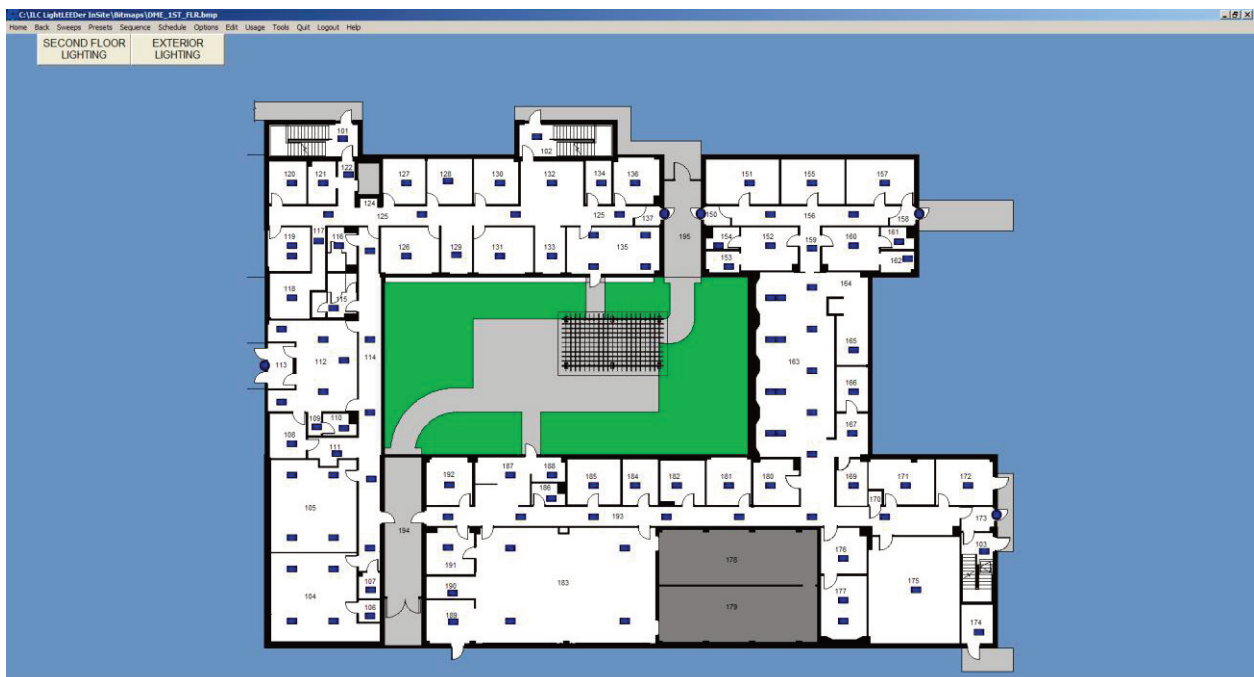 C:\ILC LightLEEDer InSite\Bitmaps\DME_1ST_FLR.bmp
Home Back Sweeps Presets Sequence Schedule Options Edit Usage Tools Quit Logout Help
SECOND FLOOR LIGHTING
EXTERIOR LIGHTING
101
102
120 121 122
127 128 130 132 134 136
151 155 157
124
125 125 137
150 156 158
195
119 117 116
126 129 131 133 135
154 152 159 160 161
153 162
118 115
164
114
165
113 112
163
166
109 110
108
167
111
192 187 188 185 184 182 181 180 169 171 172
186
170
105
193
173
194
103
191
178
176
104
107
190
183
175
106
189
179
177
174